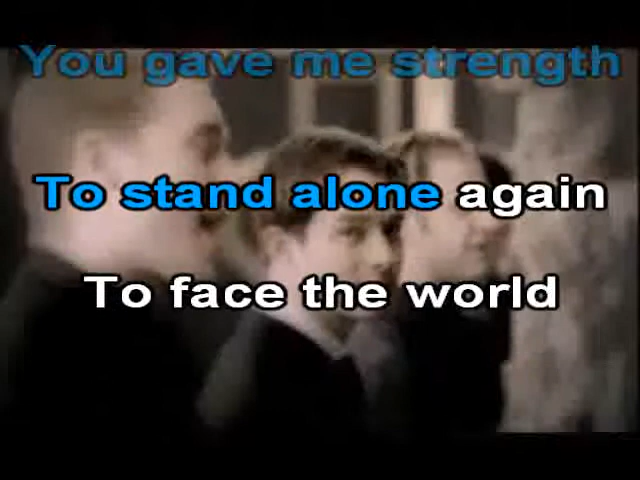 You gave me strength
To stand alone again
To face the world